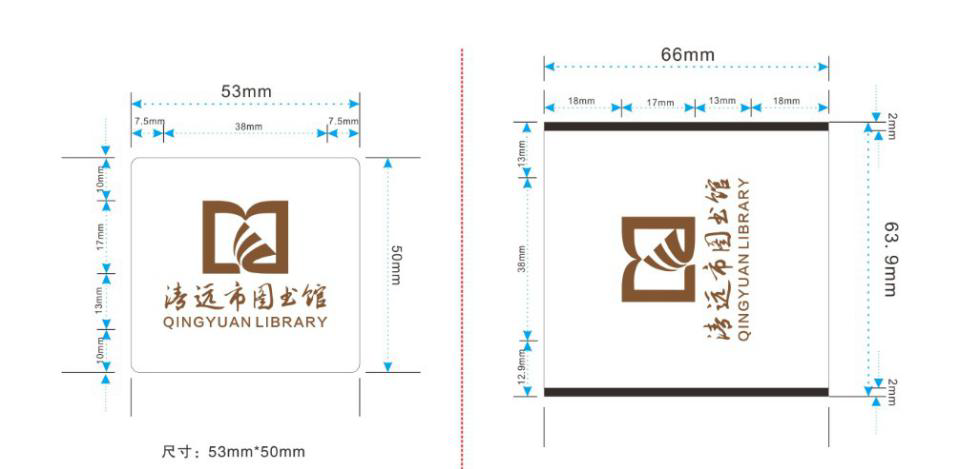 53mm
7.5mm
38mm
7.5mm
10mm
17mm
13mm
10mm
50mm
清远市图书馆
QINGYUAN LIBRARY
尺寸：53mm*50mm
66mm
18mm
17mm
13mm
18mm
2mm
13mm
38mm
12.9mm
63.9mm
2mm
清远市图书馆
QINGYUAN LIBRARY